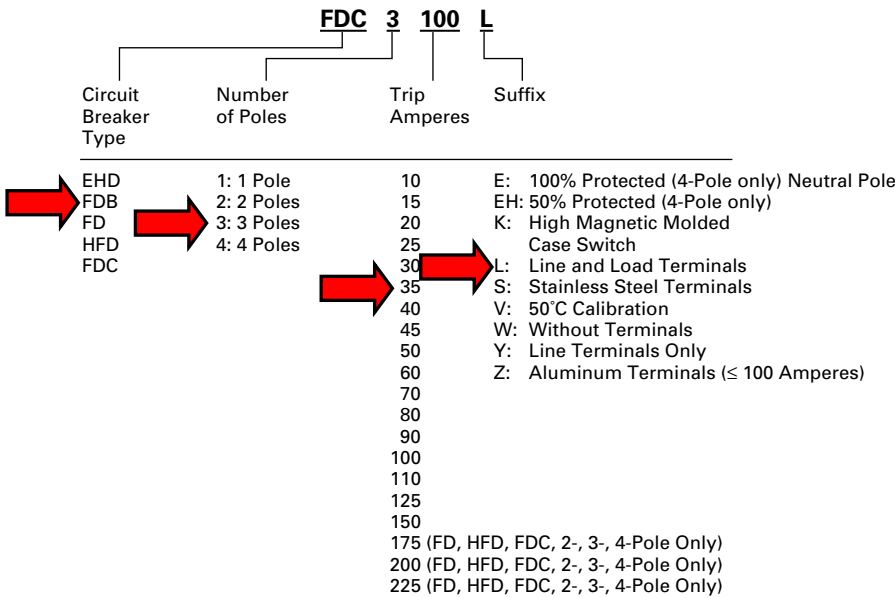 FDC 3 100 L
Circuit Breaker Type
Number of Poles
Trip Amperes
Suffix
EHD
FDB
FD
HFD
FDC
1: 1 Pole
2: 2 Poles
3: 3 Poles
4: 4 Poles
10
15
20
25
30
35
40
45
50
60
70
80
90
100
110
125
150
175 (FD, HFD, FDC, 2-, 3-, 4-Pole Only)
200 (FD, HFD, FDC, 2-, 3-, 4-Pole Only)
225 (FD, HFD, FDC, 2-, 3-, 4-Pole Only)
E: 100% Protected (4-Pole only) Neutral Pole
EH: 50% Protected (4-Pole only)
K: High Magnetic Molded
Case Switch
L: Line and Load Terminals
S: Stainless Steel Terminals
V: 50°C Calibration
W: Without Terminals
Y: Line Terminals Only
Z: Aluminum Terminals (≤ 100 Amperes)